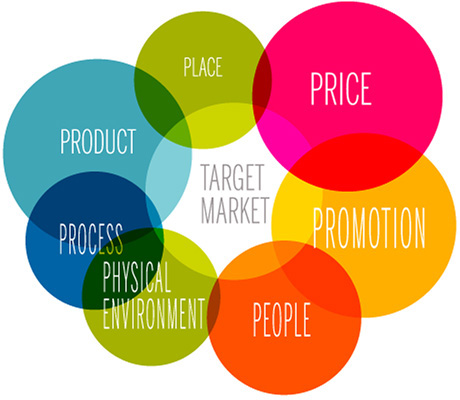 PLACE
PRICE
PRODUCT
TARGET
MARKET
PROMOTION
PROCESS
PHYSICAL
ENVIRONMENT
PEOPLE